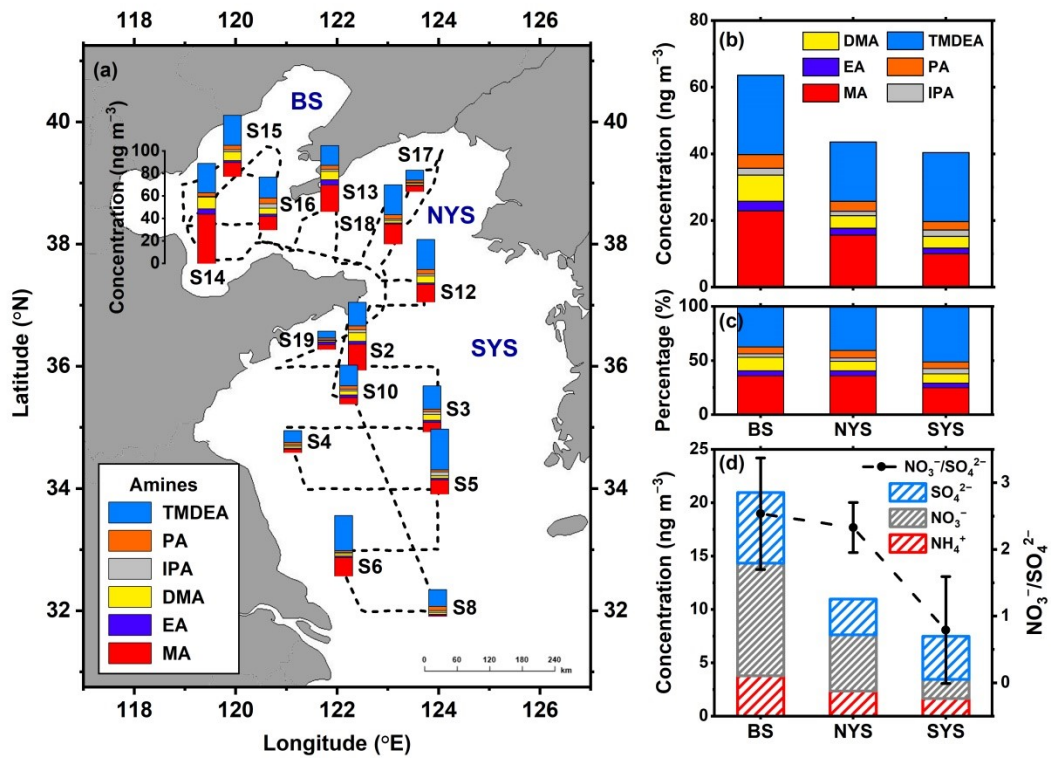 118 120 122 124 126
(a)
BS
40
S15
S17
100
80
60
40
20
0
Concentration (ng m⁻³)
S13
S16
S18
NYS
38
S14
S12
S19
S2
SYS
36
S10
S3
S4
S5
34
S6
S8
32
Latitude (°N)
Amines
TMDEA
PA
IPA
DMA
EA
MA
0 60 120 180 240
km
118 120 122 124 126
Longitude (°E)
(b)
DMA TMDEA
EA PA
MA IPA
80
60
40
20
0
Concentration (ng m⁻³)
(c)
100
50
0
Percentage (%)
BS NYS SYS
(d)
NO₃⁻/SO₄²⁻
SO₄²⁻
NO₃⁻
NH₄⁺
25
20
15
10
5
0
Concentration (ng m⁻³)
3
2
1
0
NO₃⁻/SO₄²⁻
BS NYS SYS